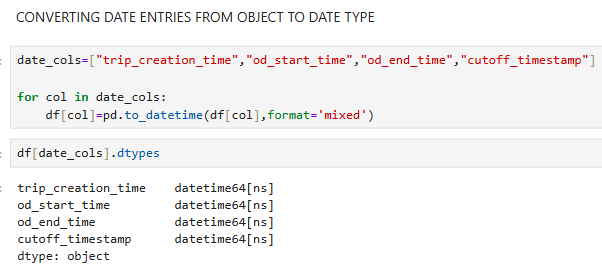 CONVERTING DATE ENTRIES FROM OBJECT TO DATE TYPE
date_cols=["trip_creation_time","od_start_time","od_end_time","cutoff_timestamp"]
for col in date_cols:
    df[col]=pd.to_datetime(df[col],format='mixed')
df[date_cols].dtypes
trip_creation_time    datetime64[ns]
od_start_time         datetime64[ns]
od_end_time           datetime64[ns]
cutoff_timestamp      datetime64[ns]
dtype: object